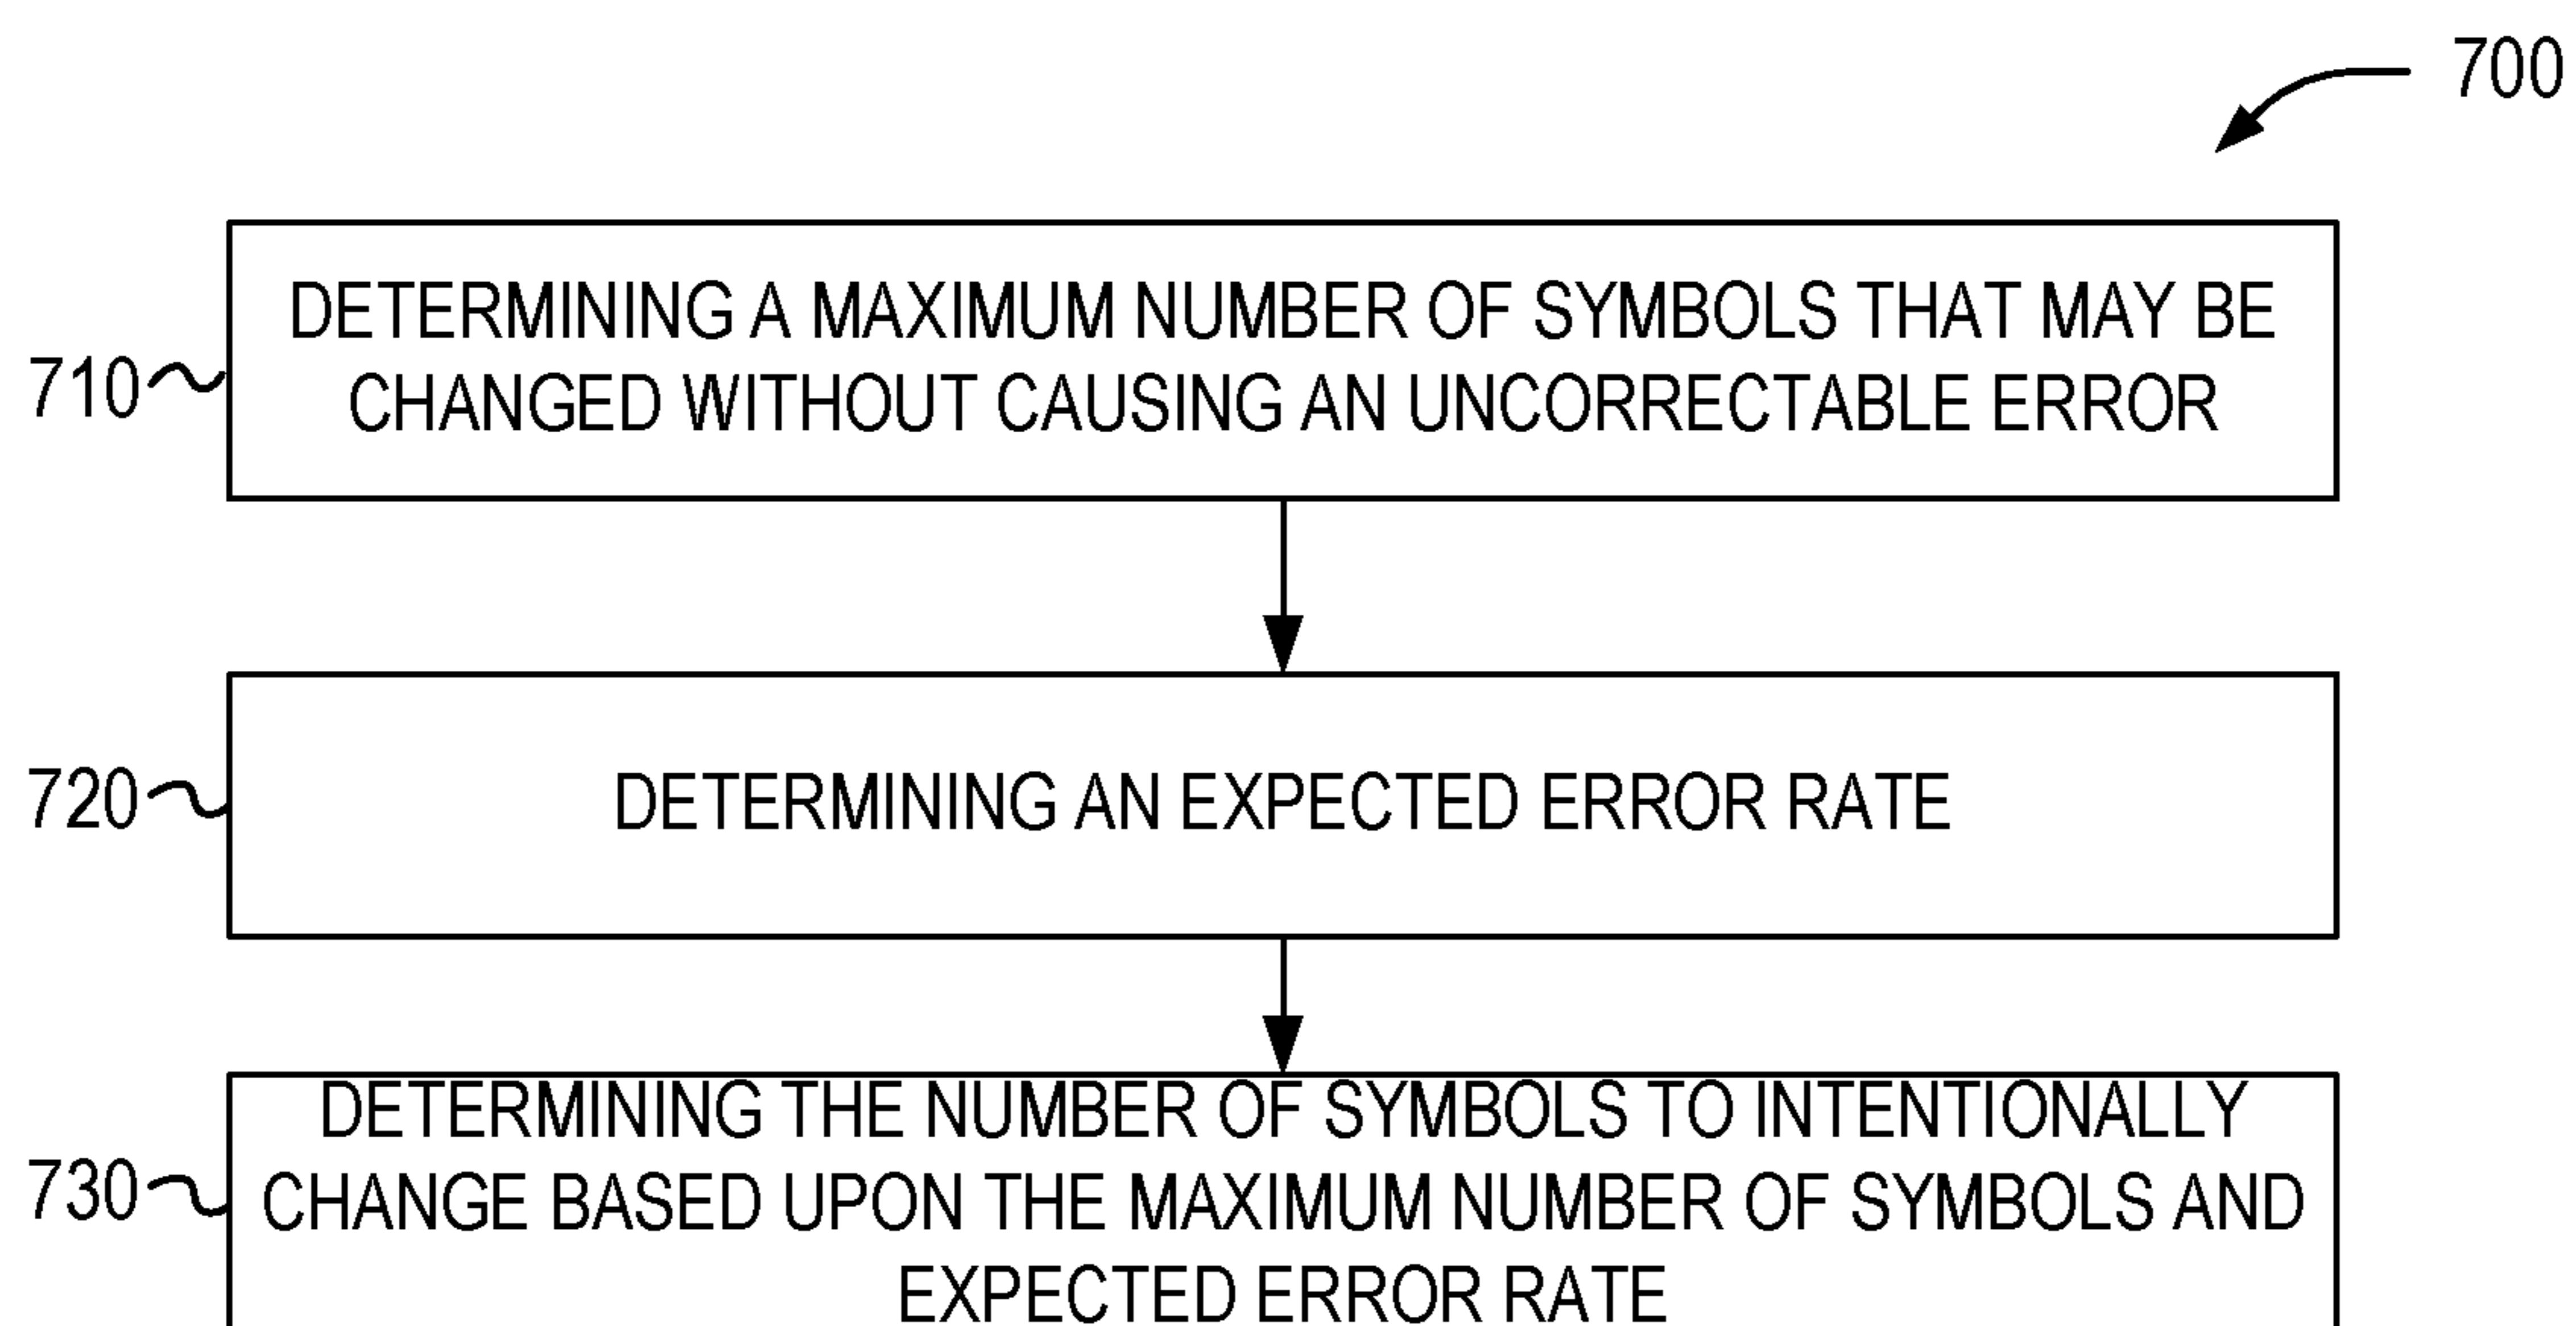 700
DETERMINING A MAXIMUM NUMBER OF SYMBOLS THAT MAY BE
CHANGED WITHOUT CAUSING AN UNCORRECTABLE ERROR
710
DETERMINING AN EXPECTED ERROR RATE
720
DETERMINING THE NUMBER OF SYMBOLS TO INTENTIONALLY
CHANGE BASED UPON THE MAXIMUM NUMBER OF SYMBOLS AND
EXPECTED ERROR RATE
730